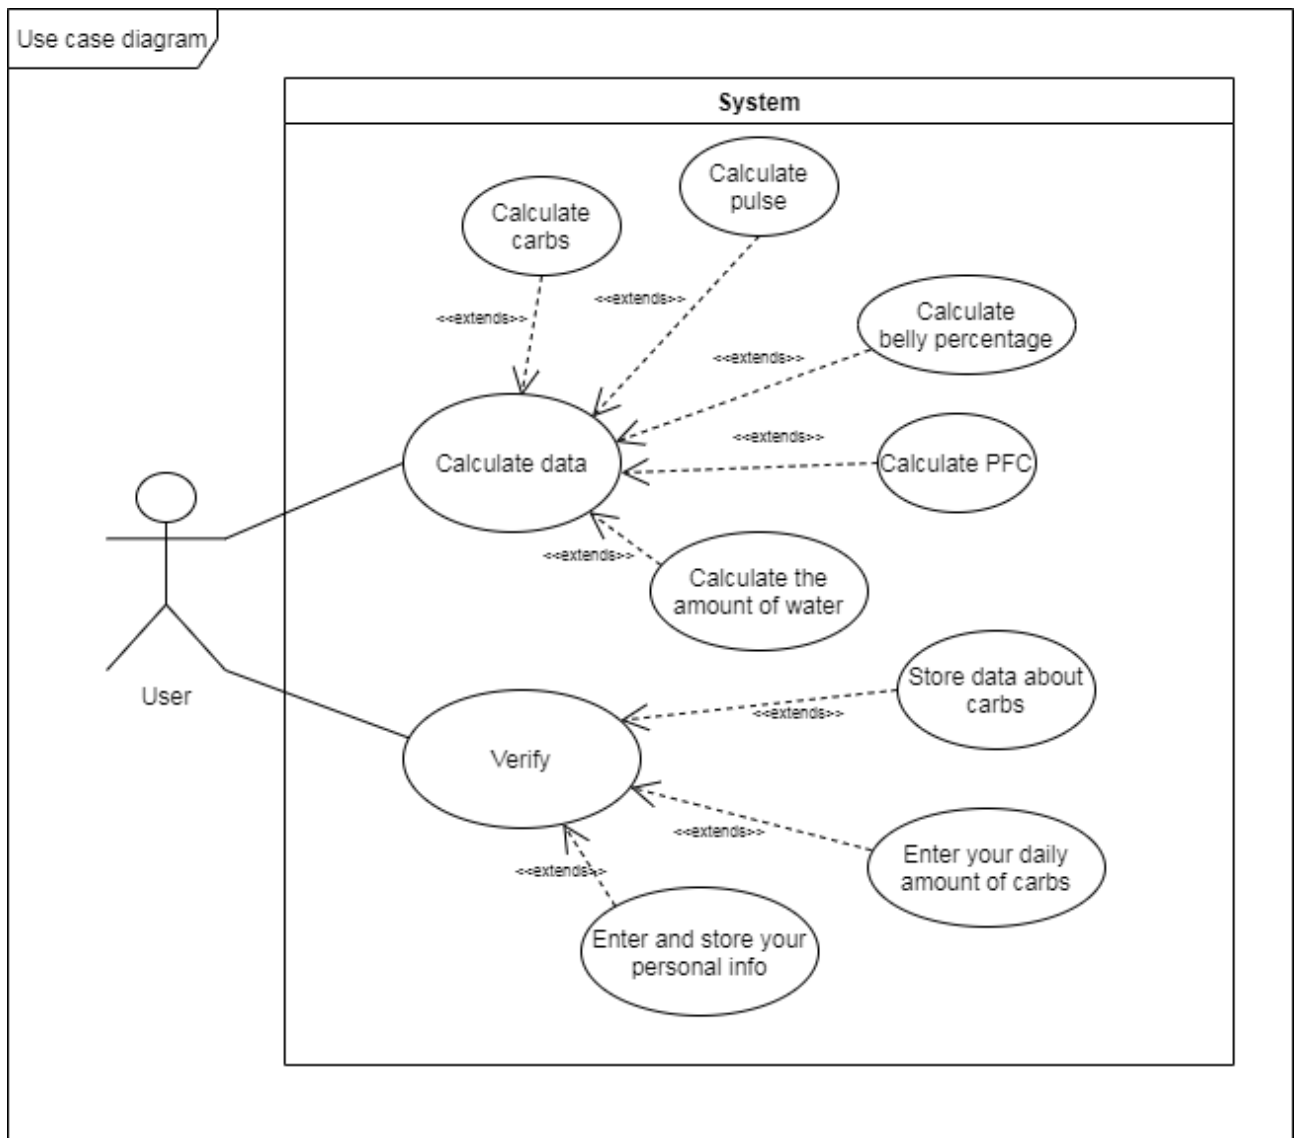 Use case diagram
System
Calculate
pulse
Calculate
carbs
<<extends>>
<<extends>>
Calculate
belly percentage
<<extends>>
<<extends>>
Calculate data
Calculate PFC
<<extends>>
Calculate the
amount of water
User
Store data about
carbs
<<extends>>
Verify
<<extends>>
Enter your daily
amount of carbs
<<extends>>
Enter and store your
personal info